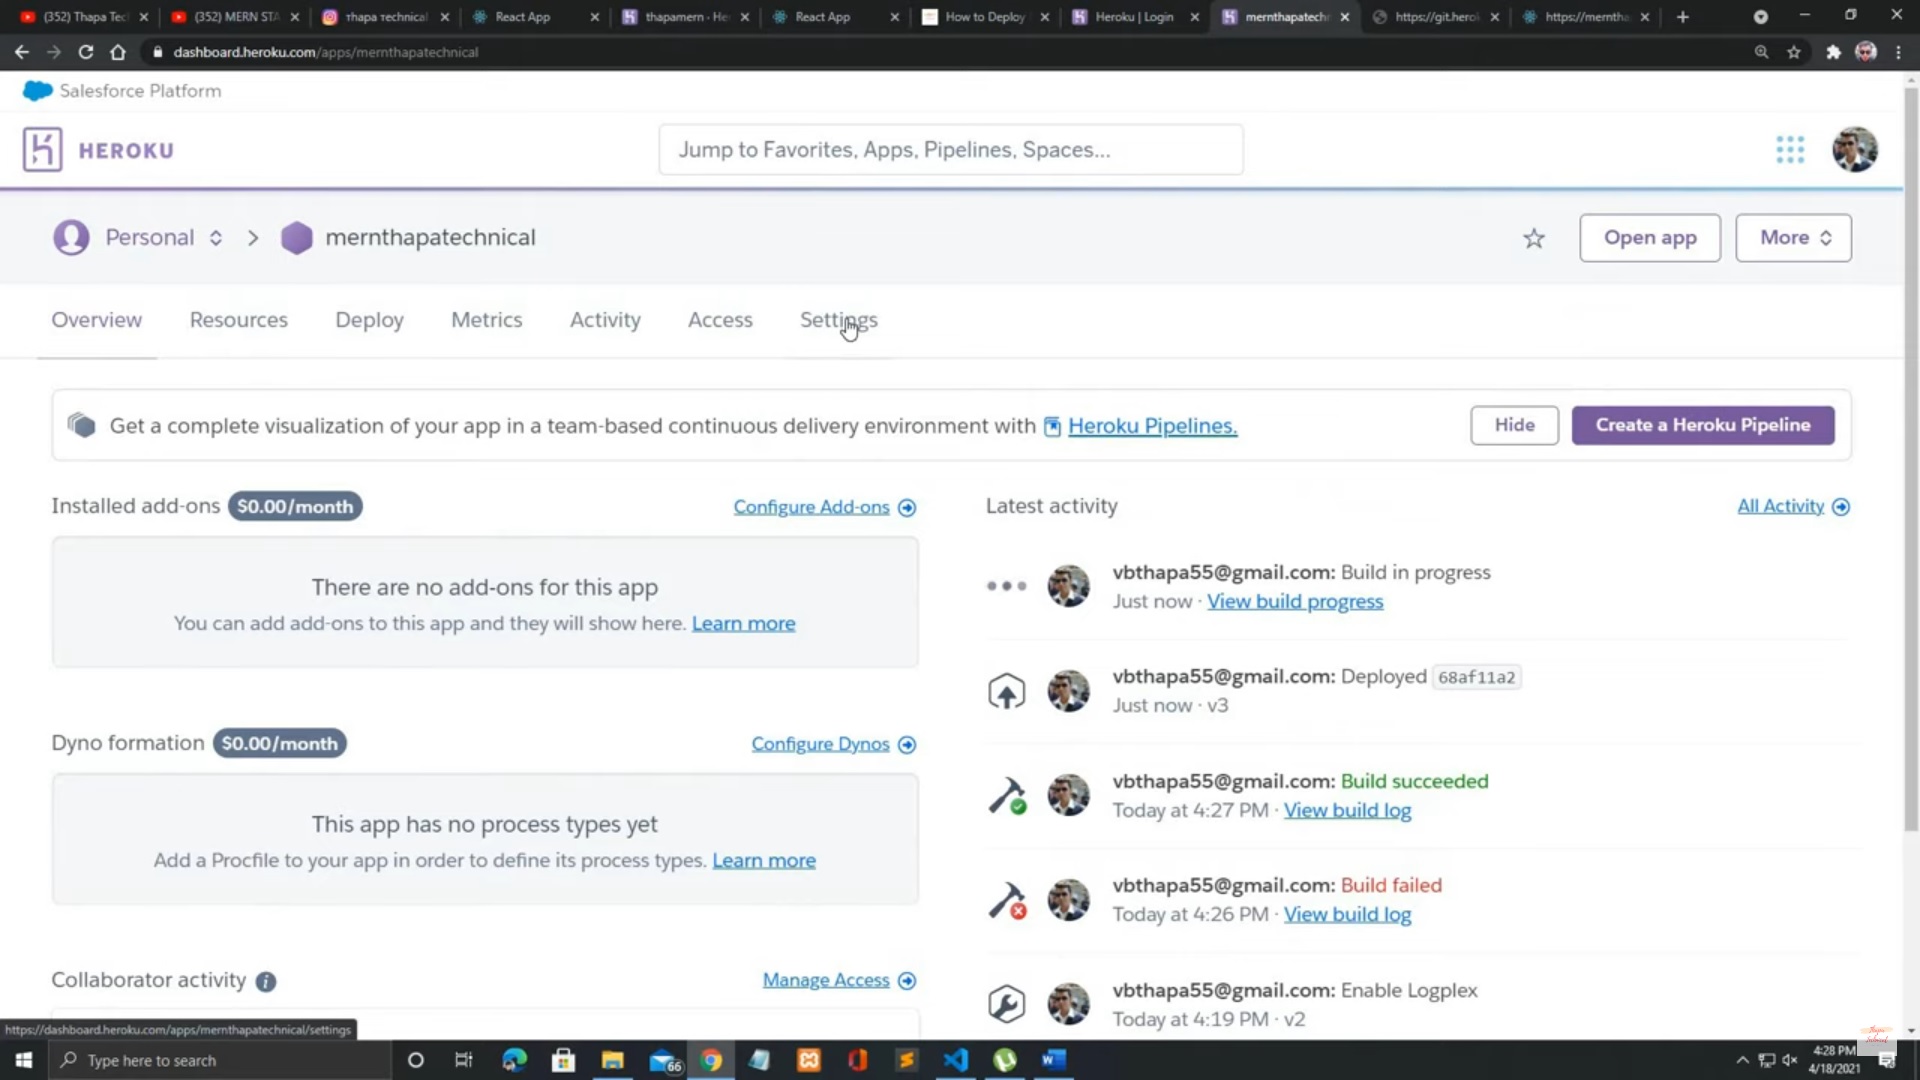 (352) Thapa Tec
(352) MERN STA
Thapa Technical
React App
thapamern · He
React App
How to Deploy
Heroku | Login
mernthapatech
https://git.hero
https://merntha
dashboard.heroku.com/apps/mernthapatechnical
Salesforce Platform
HEROKU
Jump to Favorites, Apps, Pipelines, Spaces...
Personal
mernthapatechnical
Open app
More
Overview
Resources
Deploy
Metrics
Activity
Access
Settings
Get a complete visualization of your app in a team-based continuous delivery environment with Heroku Pipelines.
Hide
Create a Heroku Pipeline
Installed add-ons $0.00/month
Configure Add-ons
There are no add-ons for this app
You can add add-ons to this app and they will show here. Learn more
Dyno formation $0.00/month
Configure Dynos
This app has no process types yet
Add a Procfile to your app in order to define its process types. Learn more
Collaborator activity
Manage Access
Latest activity
All Activity
vbthapa55@gmail.com: Build in progress
Just now · View build progress
vbthapa55@gmail.com: Deployed 68af11a2
Just now · v3
vbthapa55@gmail.com: Build succeeded
Today at 4:27 PM · View build log
vbthapa55@gmail.com: Build failed
Today at 4:26 PM · View build log
vbthapa55@gmail.com: Enable Logplex
Today at 4:19 PM · v2
https://dashboard.heroku.com/apps/mernthapatechnical/settings
Type here to search
66
4:28 PM
4/18/2021